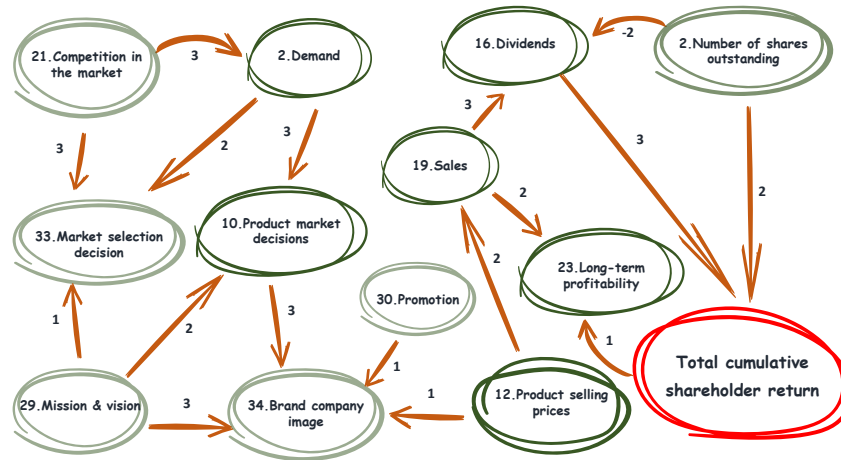 21.Competition in
the market
3
2.Demand
16.Dividends
-2
2.Number of shares
outstanding
3
2
3
3
19.Sales
3
2
2
33.Market selection
decision
10.Product market
decisions
2
23.Long-term
profitability
30.Promotion
1
2
3
1
1
Total cumulative
shareholder return
29.Mission & vision
3
34.Brand company
image
1
12.Product selling
prices